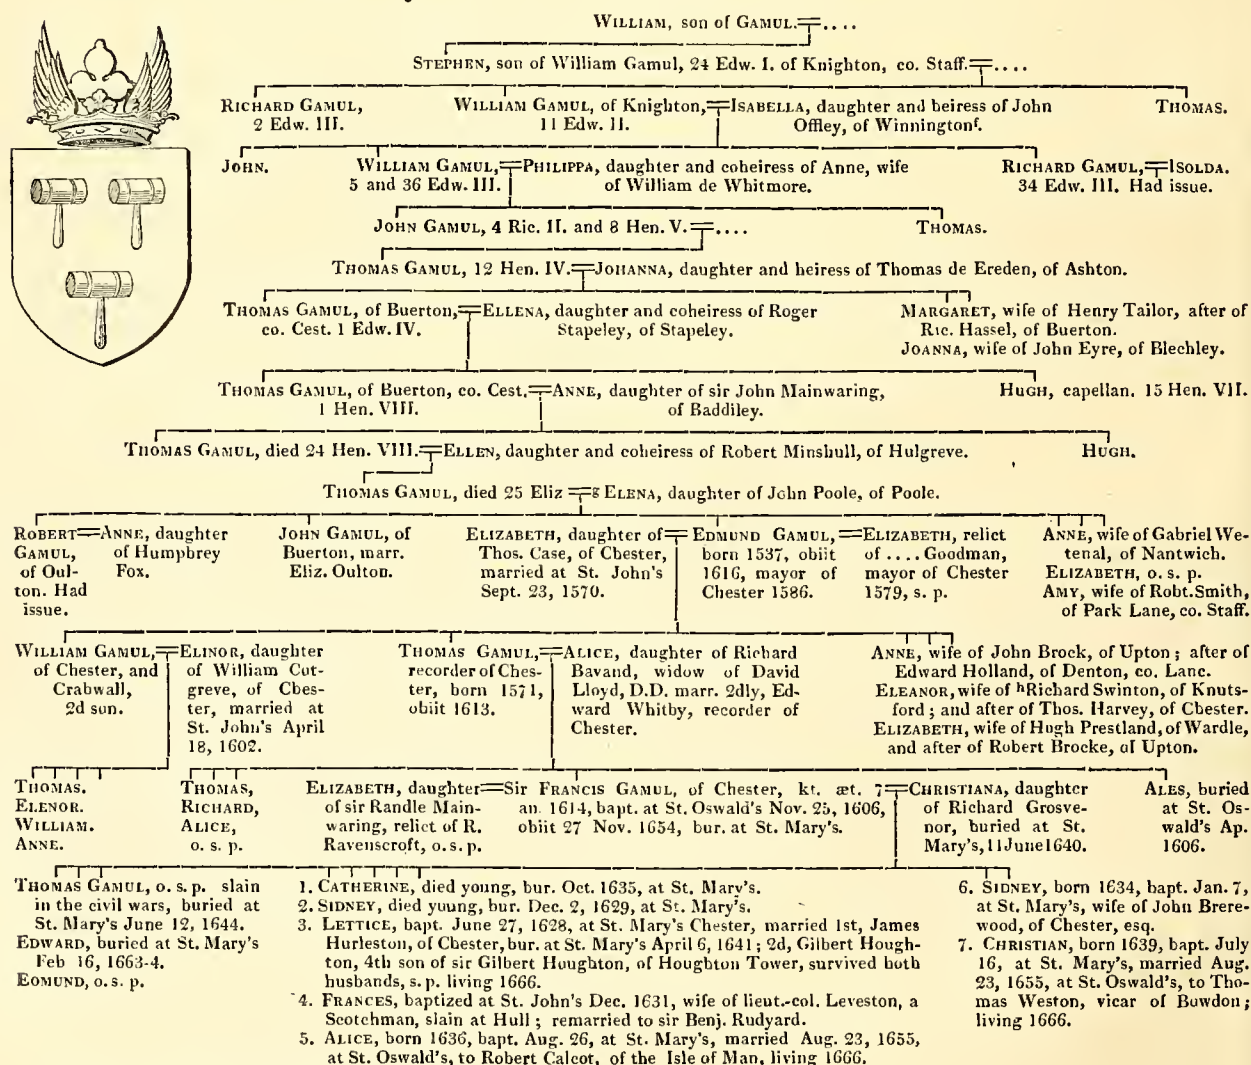 WILLIAM, son of GAMUL.=....
STEPHEN, son of William Gamul, 24 Edw. I. of Knighton, co. Staff.=....
RICHARD GAMUL,
2 Edw. III.
WILLIAM GAMUL, of Knighton,=ISABELLA, daughter and heiress of John
11 Edw. II.
Offley, of Winningtonf.
THOMAS.
JOHN.
WILLIAM GAMUL,=PHILIPPA, daughter and coheiress of Anne, wife
5 and 36 Edw. III.
of William de Whitmore.
RICHARD GAMUL,=ISOLDA.
34 Edw. III. Had issue.
JOHN GAMUL, 4 Ric. II. and 8 Hen. V.=....
THOMAS.
THOMAS GAMUL, 12 Hen. IV.=JOHANNA, daughter and heiress of Thomas de Ereden, of Ashton.
THOMAS GAMUL, of Buerton,=ELLENA, daughter and coheiress of Roger
co. Cest. 1 Edw. IV.
Stapeley, of Stapeley.
MARGARET, wife of Henry Tailor, after of
Ric. Hassel, of Buerton.
JOANNA, wife of John Eyre, of Blechley.
THOMAS GAMUL, of Buerton, co. Cest.=ANNE, daughter of sir John Mainwaring,
1 Hen. VIII.
of Baddiley.
HUGH, capellan. 15 Hen. VII.
THOMAS GAMUL, died 24 Hen. VIII.=ELLEN, daughter and coheiress of Robert Minshull, of Hulgreve.
HUGH.
THOMAS GAMUL, died 25 Eliz =g ELENA, daughter of John Poole, of Poole.
ROBERT=ANNE, daughter
GAMUL,
of Humphrey
of Oul-
Fox.
ton. Had
issue.
JOHN GAMUL, of
Buerton, marr.
Eliz. Oulton.
ELIZABETH, daughter of=
Thos. Case, of Chester,
married at St. John's
Sept. 23, 1570.
EDMUND GAMUL,=
born 1537, obiit
1616, mayor of
Chester 1586.
ELIZABETH, relict
of .... Goodman,
mayor of Chester
1579, s. p.
ANNE, wife of Gabriel We-
tenal, of Nantwich.
ELIZABETH, o. s. p.
AMY, wife of Robt. Smith,
of Park Lane, co. Staff.
WILLIAM GAMUL,=
of Chester, and
Crabwall,
2d son.
ELINOR, daughter
of William Cot-
greve, of Ches-
ter, married at
St. John's April
18, 1602.
THOMAS GAMUL,=
recorder of Ches-
ter, born 1571,
obiit 1613.
ALICE, daughter of Richard
Bavand, widow of David
Lloyd, D.D. marr. 2dly, Ed-
ward Whitby, recorder of
Chester.
ANNE, wife of John Brock, of Upton; after of
Edward Holland, of Denton, co. Lanc.
ELEANOR, wife of hRichard Swinton, of Knuts-
ford; and after of Thos. Harvey, of Chester.
ELIZABETH, wife of Hugh Prestland, of Wardle,
and after of Robert Brocke, of Upton.
THOMAS.
ELENOR.
WILLIAM.
ANNE.
THOMAS,
RICHARD,
ALICE,
o. s. p.
ELIZABETH, daughter=
of sir Randle Main-
waring, relict of R.
Ravenscroft, o. s. p.
Sir FRANCIS GAMUL, of Chester, kt. æt. 7=
an. 1614, bapt. at St. Oswald's Nov. 25, 1606,
obiit 27 Nov. 1654, bur. at St. Mary's.
CHRISTIANA, daughter
of Richard Grosve-
nor, buried at St.
Mary's, 11 June 1640.
ALES, buried
at St. Os-
wald's Ap.
1606.
THOMAS GAMUL, o. s. p. slain
in the civil wars, buried at
St. Mary's June 12, 1644.
EDWARD, buried at St. Mary's
Feb 16, 1663-4.
EDMUND, o. s. p.
1. CATHERINE, died young, bur. Oct. 1635, at St. Mary's.
2. SIDNEY, died young, bur. Dec. 2, 1629, at St. Mary's.
3. LETTICE, bapt. June 27, 1628, at St. Mary's Chester, married 1st, James
Hurleston, of Chester, bur. at St. Mary's April 6, 1641; 2d, Gilbert Hough-
ton, 4th son of sir Gilbert Houghton, of Houghton Tower, survived both
husbands, s. p. living 1666.
4. FRANCES, baptized at St. John's Dec. 1631, wife of lieut.-col. Leveston, a
Scotchman, slain at Hull; remarried to sir Benj. Rudyard.
5. ALICE, born 1636, bapt. Aug. 26, at St. Mary's, married Aug. 23, 1655,
at St. Oswald's, to Robert Calcot, of the Isle of Man, living 1666.
6. SIDNEY, born 1634, bapt. Jan. 7,
at St. Mary's, wife of John Brere-
wood, of Chester, esq.
7. CHRISTIAN, born 1639, bapt. July
16, at St. Mary's, married Aug.
23, 1655, at St. Oswald's, to Tho-
mas Weston, vicar of Bowdon;
living 1666.